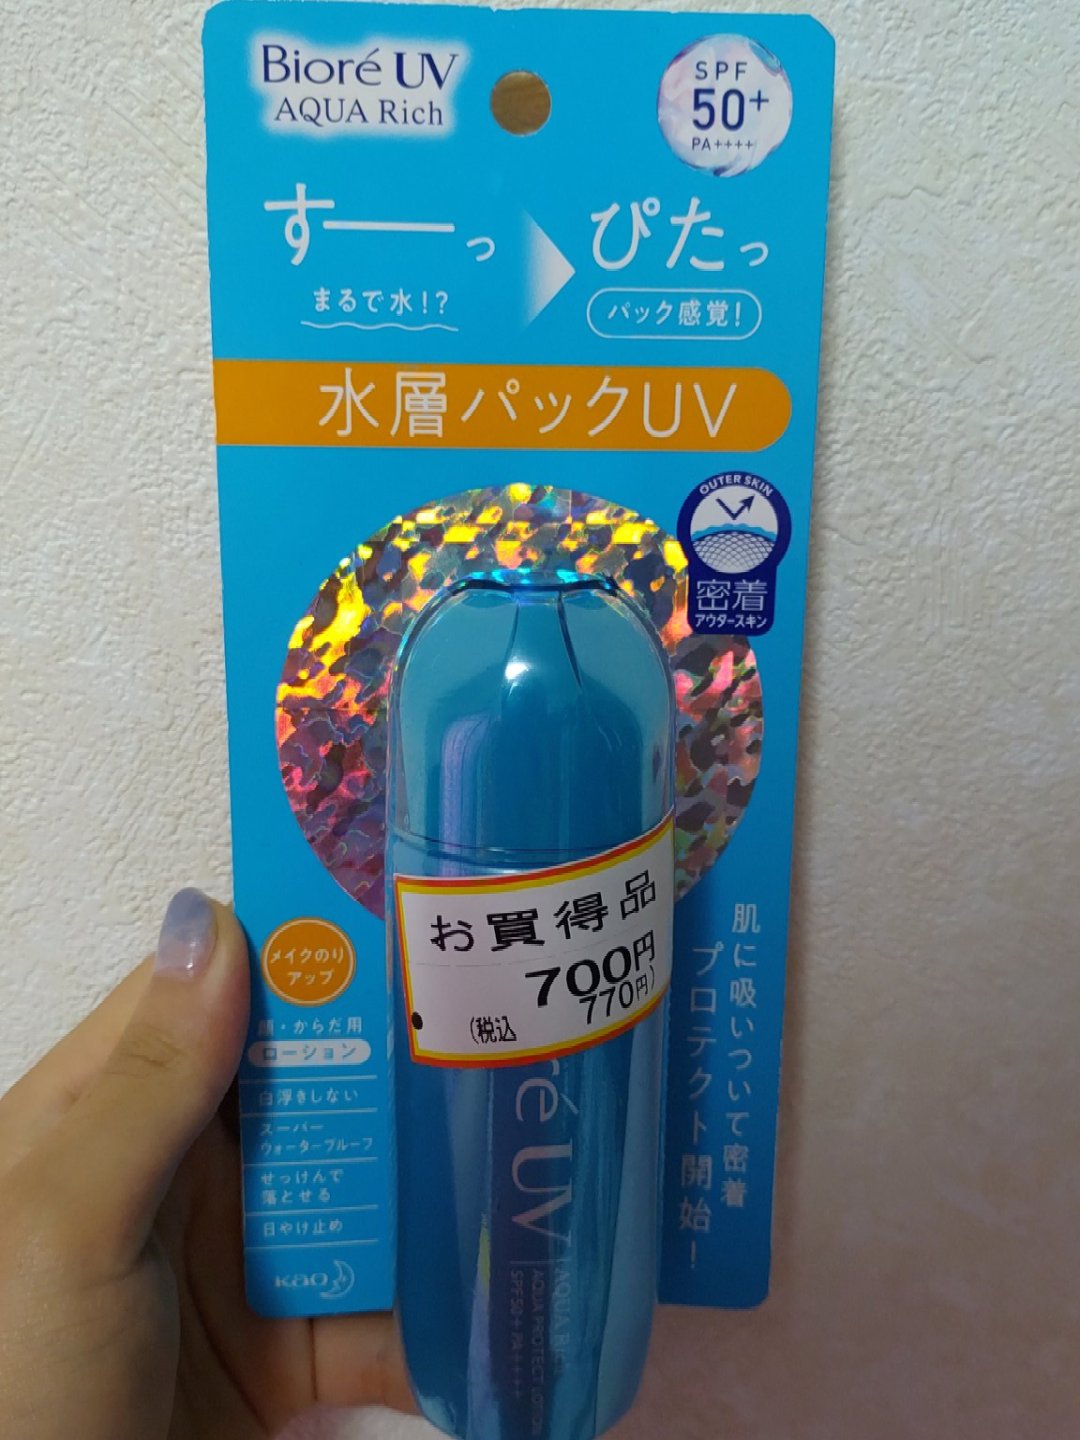 Bioré UV
AQUA Rich
SPF
50+
PA++++
すーっ
まるで水!?
ぴたっ
パック感覚!
水層パックUV
OUTER SKIN
密着
アウタースキン
お買得品
700円
(税込 770円)
肌に吸いついて密着
プロテクト開始!
メイクのり
アップ
顔・からだ用
ローション
白浮きしない
スーパー
ウォータープルーフ
せっけんで
落とせる
日やけ止め
Kao
ré UV
AQUA RICH
AQUA PROTECT LOTION
SPF 50+ PA++++